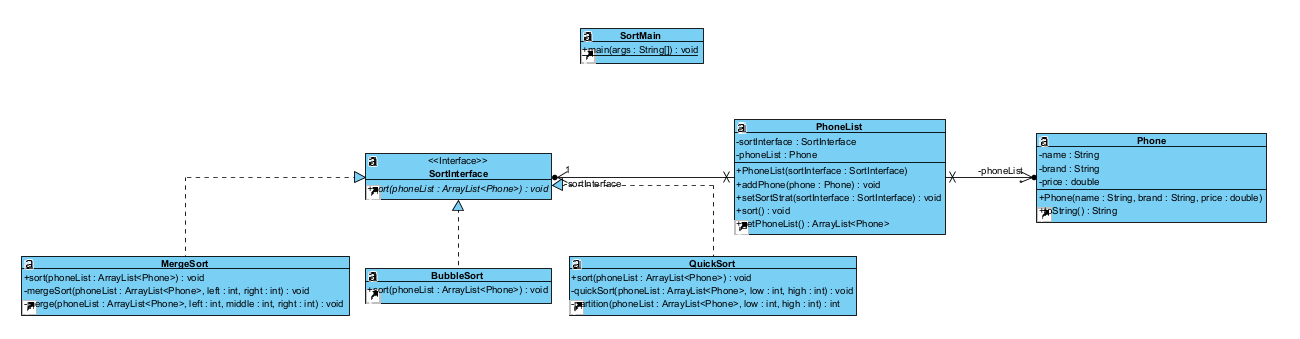 SortMain
+main(args : String[]) : void
PhoneList
-sortInterface : SortInterface
-phoneList : Phone
+PhoneList(sortInterface : SortInterface)
+addPhone(phone : Phone) : void
+setSortStrat(sortInterface : SortInterface) : void
+sort() : void
etPhoneList() : ArrayList<Phone>
Phone
-name : String
-brand : String
-price : double
+Phone(name : String, brand : String, price : double)
toString() : String
-phoneList
<<Interface>>
SortInterface
+sort(phoneList : ArrayList<Phone>) : void
1
-sortInterface
MergeSort
+sort(phoneList : ArrayList<Phone>) : void
-mergeSort(phoneList : ArrayList<Phone>, left : int, right : int) : void
-merge(phoneList : ArrayList<Phone>, left : int, middle : int, right : int) : void
BubbleSort
+sort(phoneList : ArrayList<Phone>) : void
QuickSort
+sort(phoneList : ArrayList<Phone>) : void
-quickSort(phoneList : ArrayList<Phone>, low : int, high : int) : void
-partition(phoneList : ArrayList<Phone>, low : int, high : int) : int